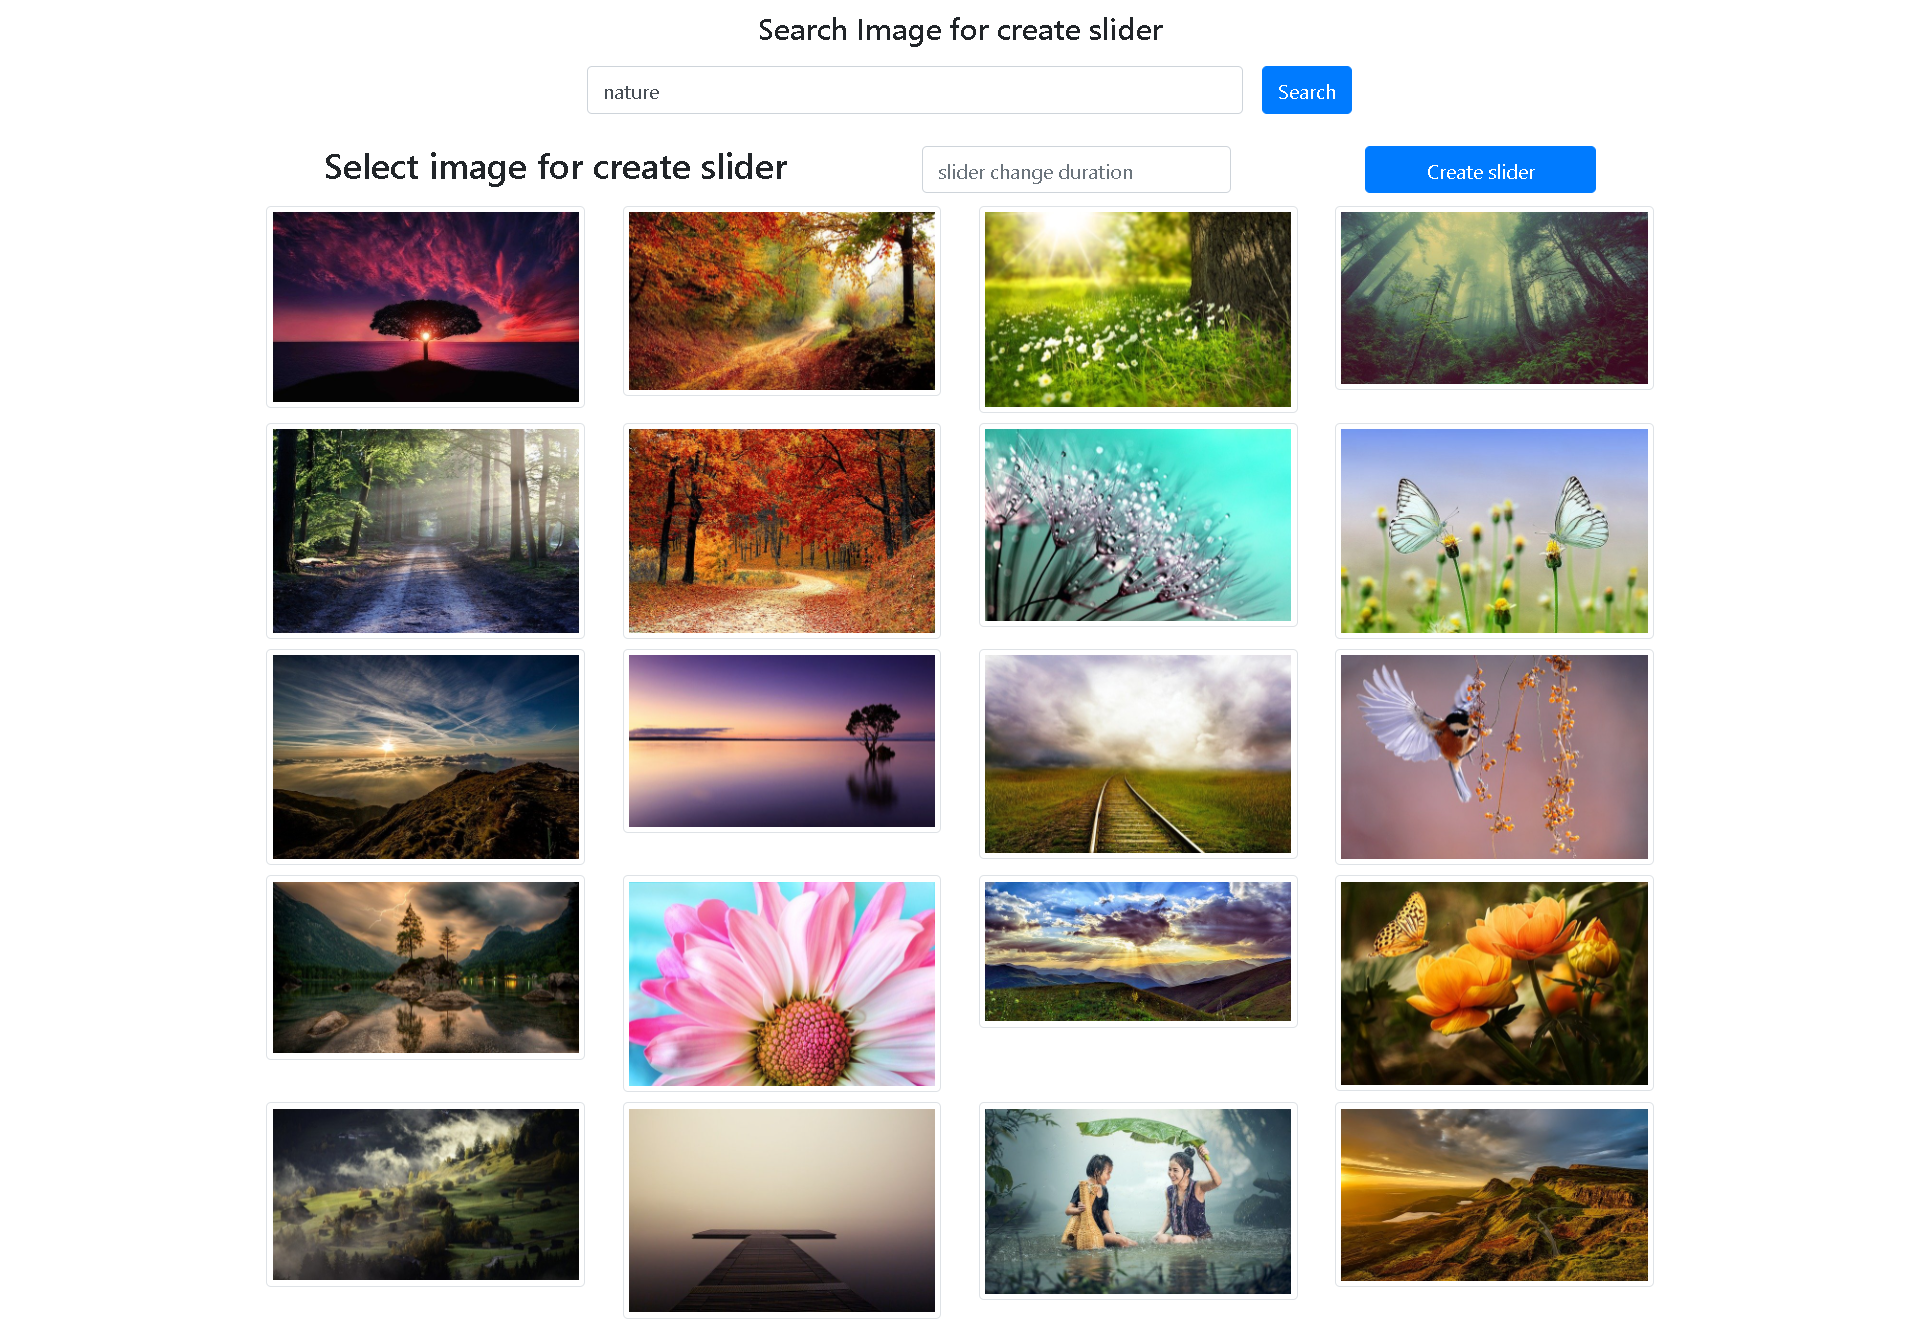 Search Image for create slider
nature
Search
Select image for create slider
slider change duration
Create slider